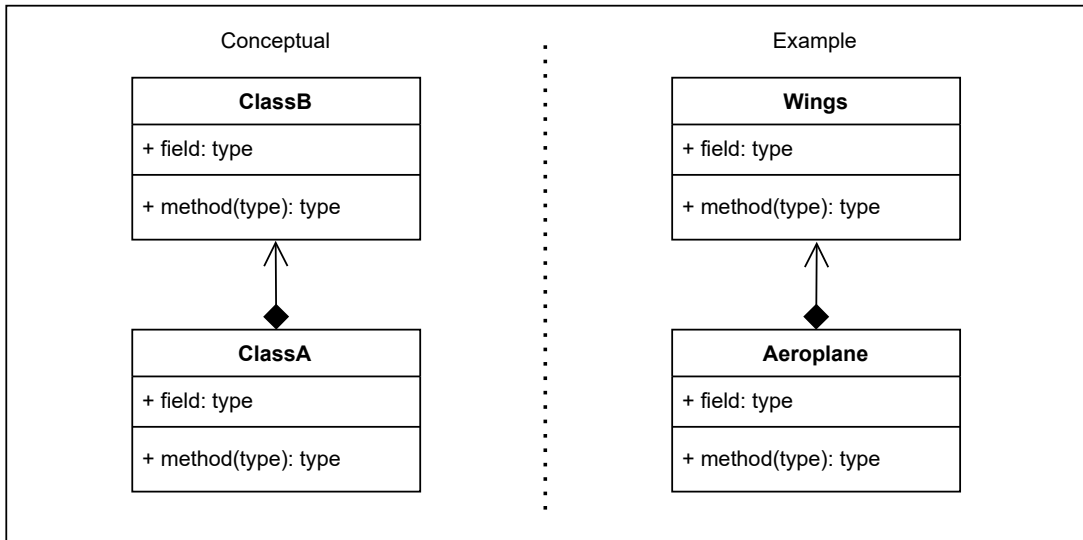 Conceptual
ClassB
+ field: type
+ method(type): type
ClassA
+ field: type
+ method(type): type
Example
Wings
+ field: type
+ method(type): type
Aeroplane
+ field: type
+ method(type): type